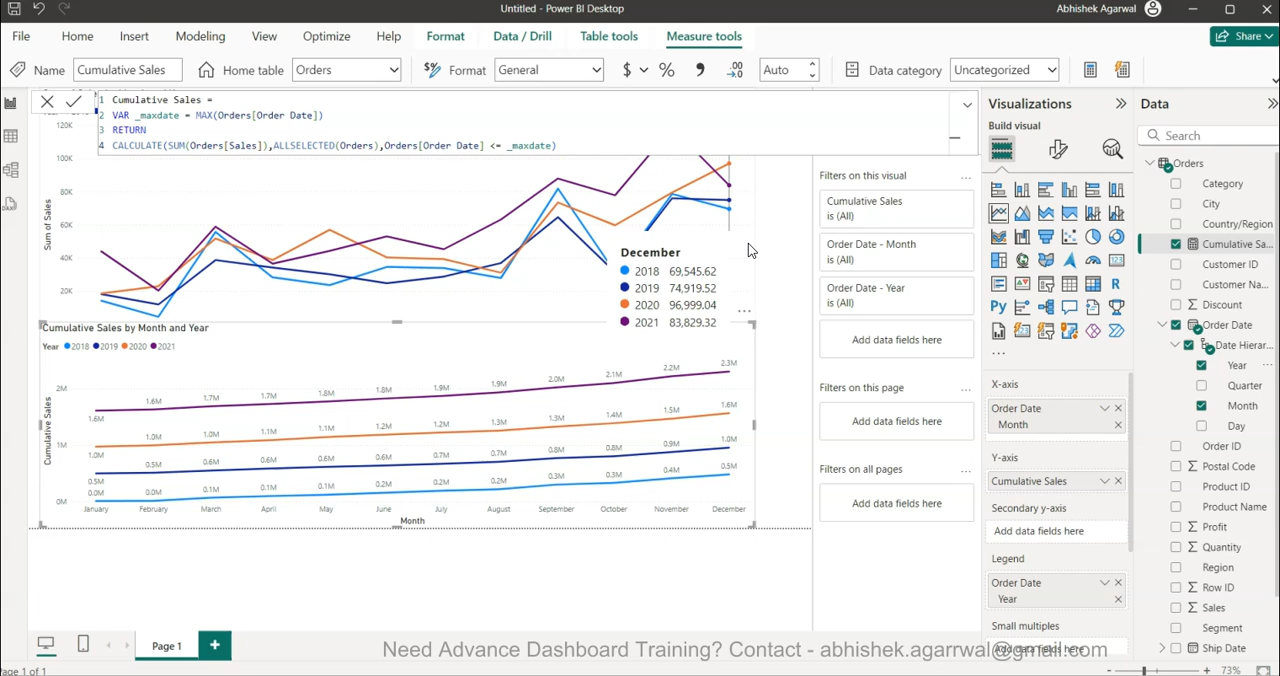 Untitled - Power BI Desktop
Abhishek Agarwal
File Home Insert Modeling View Optimize Help Format Data / Drill Table tools Measure tools
Share
Name Cumulative Sales
Home table Orders
Format General
$ % 9 Auto
Data category Uncategorized
1 Cumulative Sales =
2 VAR _maxdate = MAX(Orders[Order Date])
3 RETURN
4 CALCULATE(SUM(Orders[Sales]),ALLSELECTED(Orders),Orders[Order Date] <= _maxdate)
120K
100K
80K
60K
40K
20K
Sum of Sales
December
2018 69,545.62
2019 74,919.52
2020 96,999.04
2021 83,829.32
Cumulative Sales by Month and Year
Year 2018 2019 2020 2021
2M
1M
0M
Cumulative Sales
1.6M 1.6M 1.7M 1.7M 1.8M 1.8M 1.9M 1.9M 2.0M 2.1M 2.2M 2.3M
1.0M 1.0M 1.0M 1.1M 1.1M 1.2M 1.2M 1.3M 1.3M 1.4M 1.5M 1.6M
0.5M 0.5M 0.6M 0.6M 0.6M 0.7M 0.7M 0.7M 0.8M 0.8M 0.9M 1.0M
0.0M 0.0M 0.1M 0.1M 0.1M 0.2M 0.2M 0.2M 0.3M 0.3M 0.4M 0.5M
January February March April May June July August September October November December
Month
Filters on this visual ...
Cumulative Sales
is (All)
Order Date - Month
is (All)
Order Date - Year
is (All)
Add data fields here
Filters on this page ...
Add data fields here
Filters on all pages ...
Add data fields here
Visualizations
Build visual
R
Py
123
...
X-axis
Order Date
Month
Y-axis
Cumulative Sales
Secondary y-axis
Add data fields here
Legend
Order Date
Year
Small multiples
Add data fields here
Data
Search
Orders
Category
City
Country/Region
Cumulative Sa...
Customer ID
Customer Na...
Discount
Order Date
Date Hierar...
Year ...
Quarter
Month
Day
Order ID
Postal Code
Product ID
Product Name
Profit
Quantity
Region
Row ID
Sales
Segment
Ship Date
Page 1
Need Advance Dashboard Training? Contact - abhishek.agarrwal@gmail.com
Page 1 of 1
73%